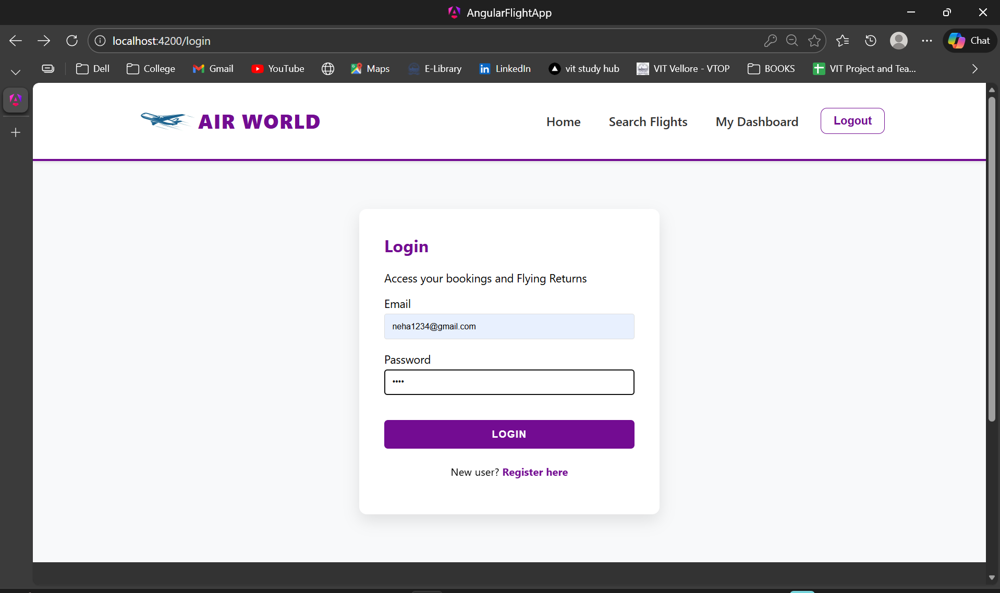 AngularFlightApp
localhost:4200/login
Chat
Dell College Gmail YouTube Maps E-Library LinkedIn vit study hub VIT Vellore - VTOP BOOKS VIT Project and Tea...
AIR WORLD Home Search Flights My Dashboard Logout
Login
Access your bookings and Flying Returns
Email
neha1234@gmail.com
Password
••••
LOGIN
New user? Register here